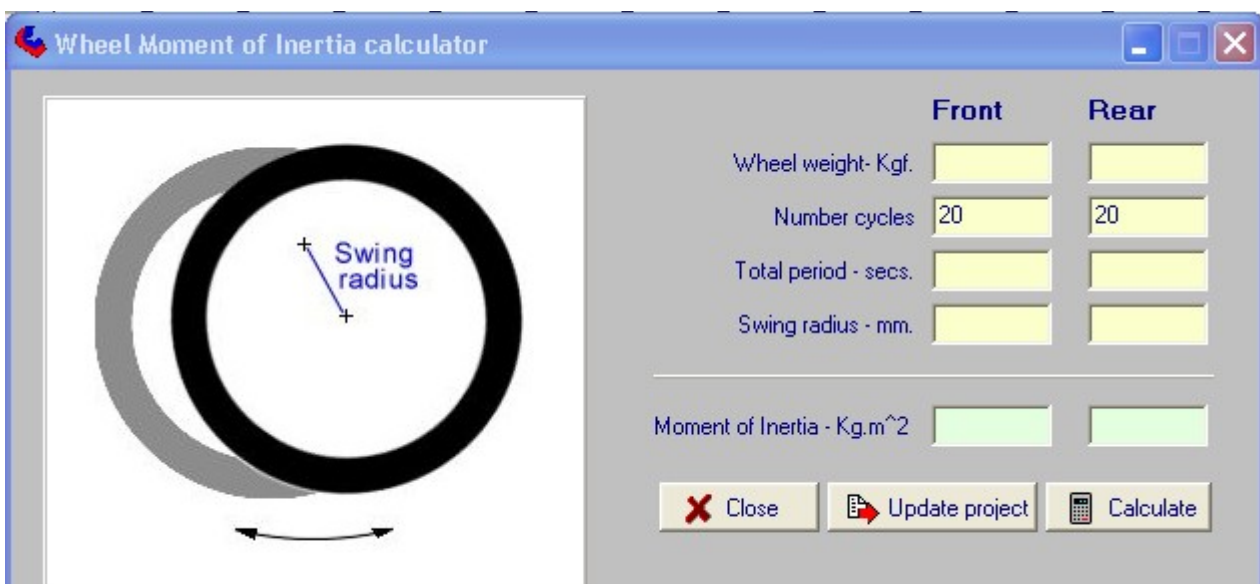 Wheel Moment of Inertia calculator
Front Rear
Wheel weight- Kgf.
Number cycles 20 20
Total period - secs.
Swing radius - mm.
Moment of Inertia - Kg.m^2
Close Update project Calculate
Swing
radius